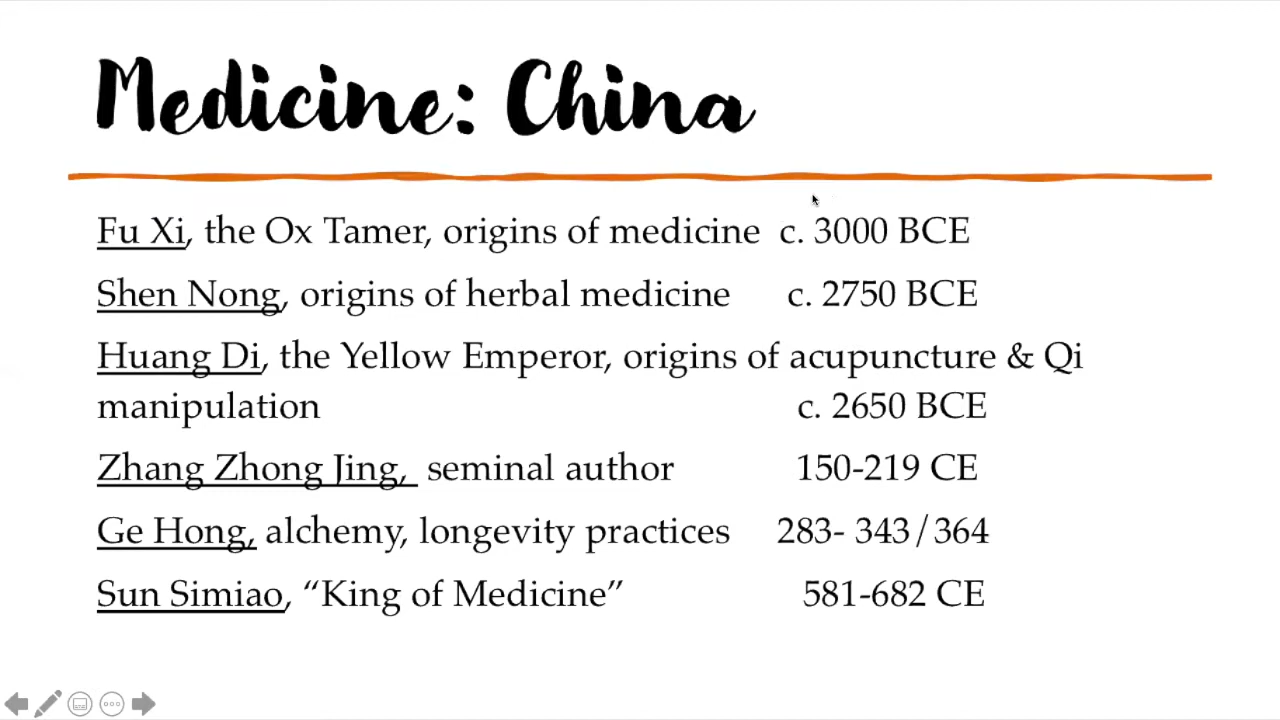 Medicine: China
Fu Xi, the Ox Tamer, origins of medicine c. 3000 BCE
Shen Nong, origins of herbal medicine c. 2750 BCE
Huang Di, the Yellow Emperor, origins of acupuncture & Qi
manipulation c. 2650 BCE
Zhang Zhong Jing, seminal author 150-219 CE
Ge Hong, alchemy, longevity practices 283- 343/364
Sun Simiao, “King of Medicine” 581-682 CE